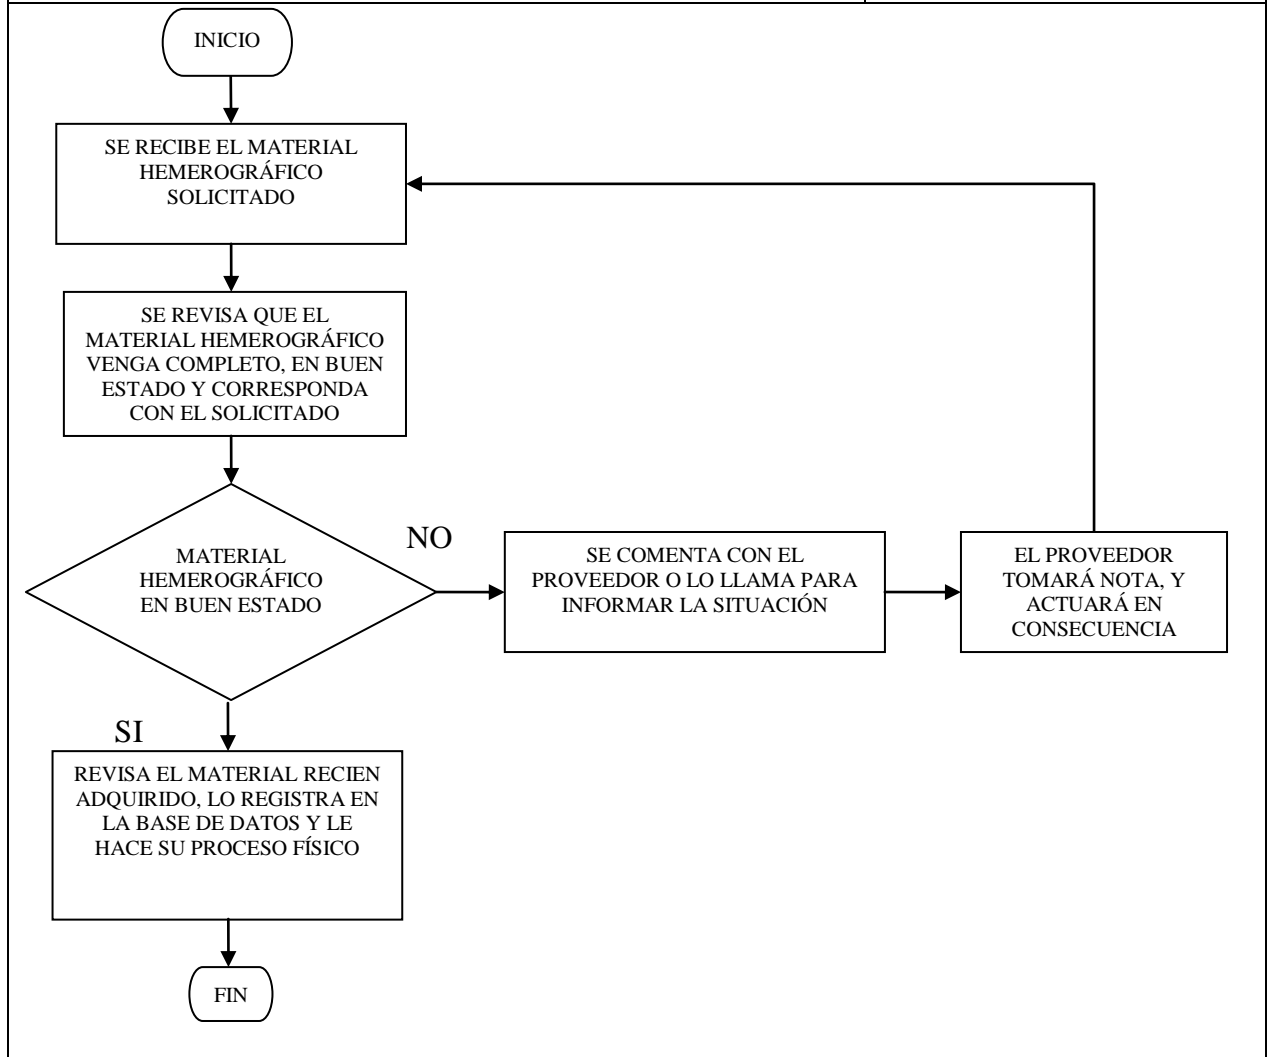 INICIO
SE RECIBE EL MATERIAL
HEMEROGRÁFICO
SOLICITADO
SE REVISA QUE EL
MATERIAL HEMEROGRÁFICO
VENGA COMPLETO, EN BUEN
ESTADO Y CORRESPONDA
CON EL SOLICITADO
MATERIAL
HEMEROGRÁFICO
EN BUEN ESTADO
NO
SE COMENTA CON EL
PROVEEDOR O LO LLAMA PARA
INFORMAR LA SITUACIÓN
EL PROVEEDOR
TOMARÁ NOTA, Y
ACTUARÁ EN
CONSECUENCIA
SI
REVISA EL MATERIAL RECIEN
ADQUIRIDO, LO REGISTRA EN
LA BASE DE DATOS Y LE
HACE SU PROCESO FÍSICO
FIN